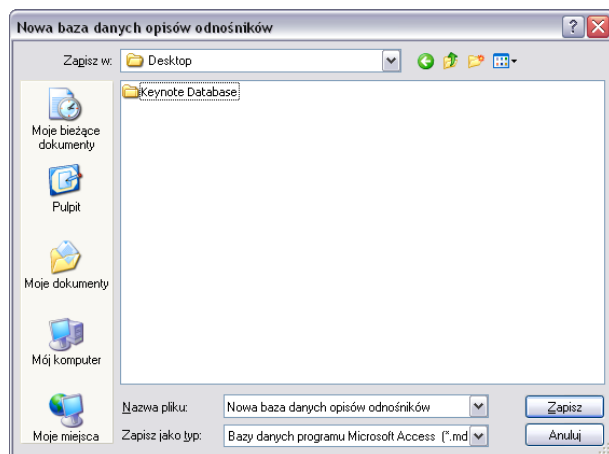 Nowa baza danych opisów odnośników
Zapisz w:
Desktop
Keynote Database
Moje bieżące
dokumenty
Pulpit
Moje dokumenty
Mój komputer
Moje miejsca
Nazwa pliku:
Nowa baza danych opisów odnośników
Zapisz
Zapisz jako typ:
Bazy danych programu Microsoft Access (*.md
Anuluj